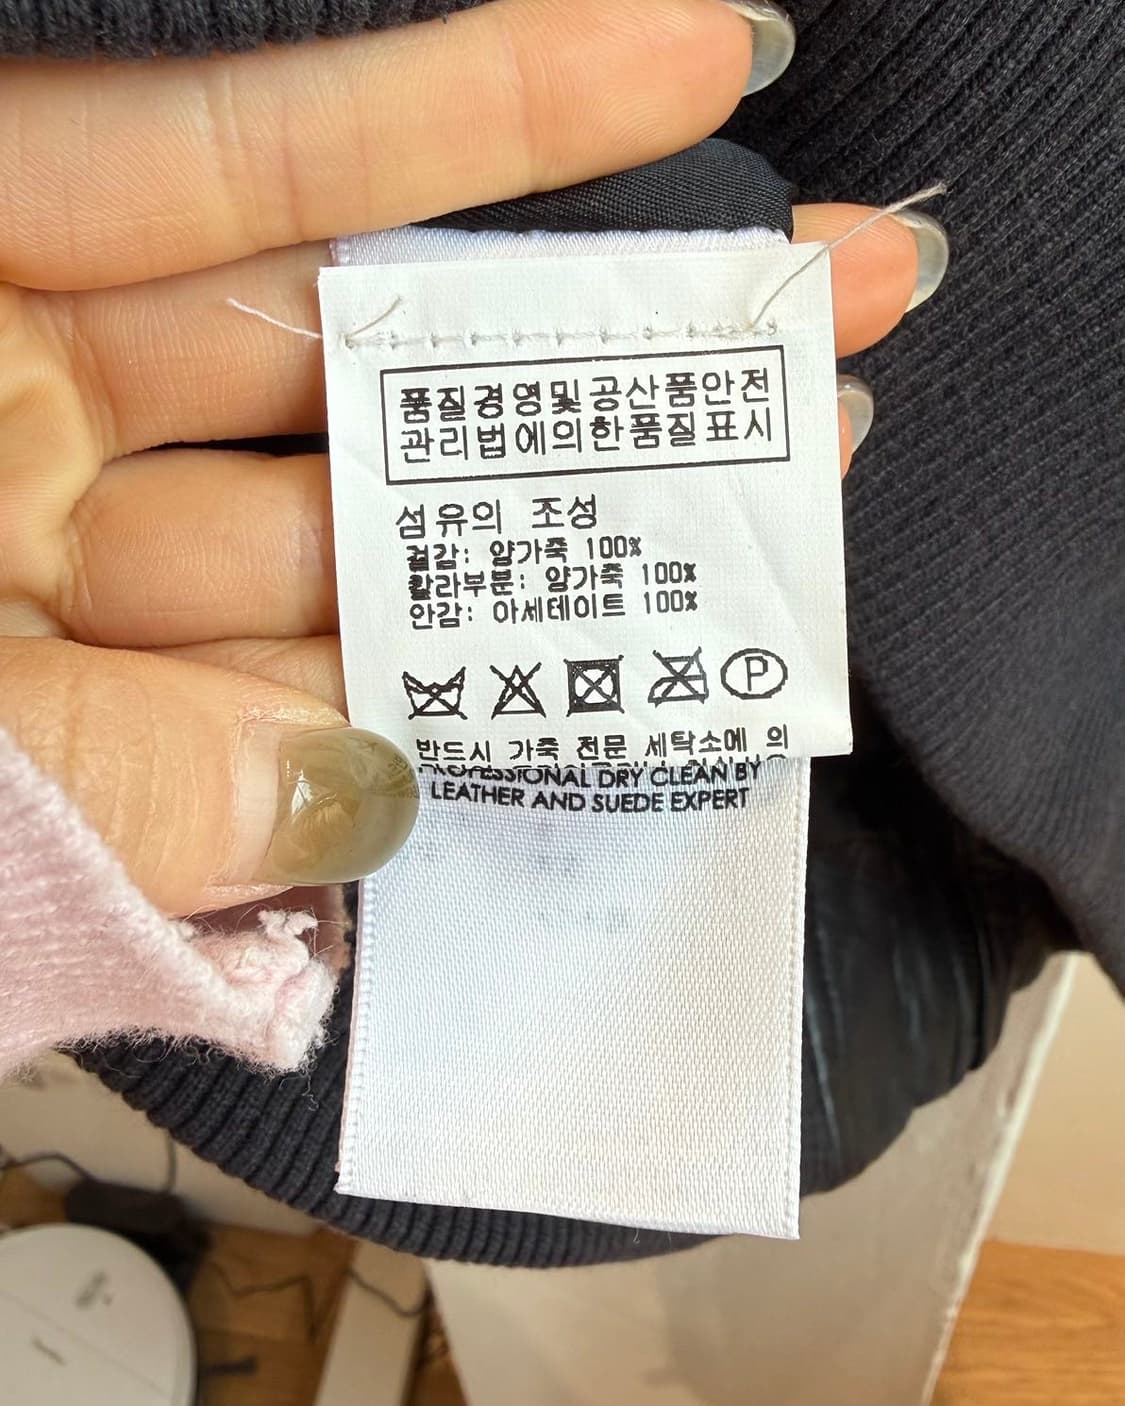 품질경영및공산품안전
관리법에의한품질표시
섬유의 조성
겉감: 양가죽 100%
칼라부분: 양가죽 100%
안감: 아세테이트 100%
P
반드시 가죽 전문 세탁소에 의
PROFESSIONAL DRY CLEAN BY
LEATHER AND SUEDE EXPERT